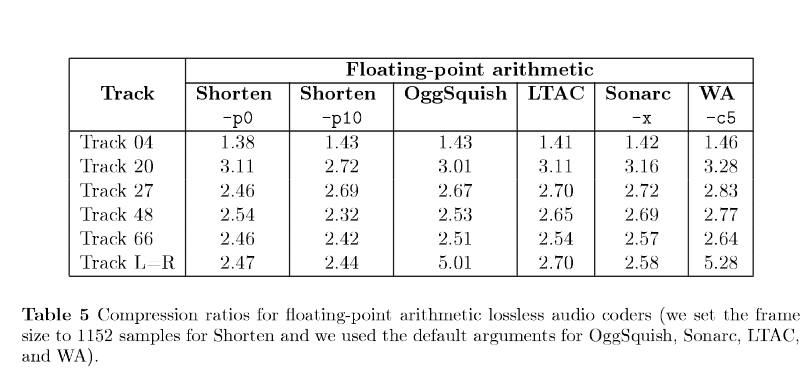 Floating-point arithmetic
Track Shorten Shorten OggSquish LTAC Sonarc WA
-p0 -p10 -x -c5
Track 04 1.38 1.43 1.43 1.41 1.42 1.46
Track 20 3.11 2.72 3.01 3.11 3.16 3.28
Track 27 2.46 2.69 2.67 2.70 2.72 2.83
Track 48 2.54 2.32 2.53 2.65 2.69 2.77
Track 66 2.46 2.42 2.51 2.54 2.57 2.64
Track L=R 2.47 2.44 5.01 2.70 2.58 5.28
Table 5 Compression ratios for floating-point arithmetic lossless audio coders (we set the frame
size to 1152 samples for Shorten and we used the default arguments for OggSquish, Sonarc, LTAC,
and WA).